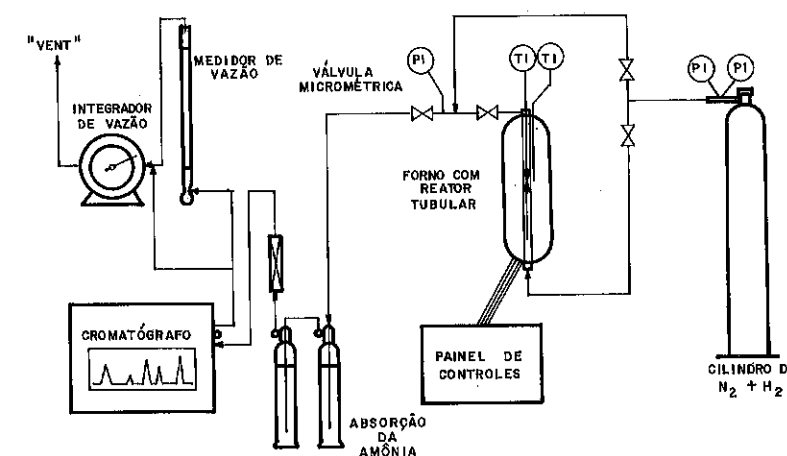 "VENT"
MEDIDOR DE
VAZÃO
INTEGRADOR
DE VAZÃO
VÁLVULA
MICROMÉTRICA
PI
TI
TI
PI
PI
FORNO COM
REATOR
TUBULAR
CROMATÓGRAFO
PAINEL DE
CONTROLES
ABSORÇÃO
DA
AMÔNIA
CILINDRO D
N₂ + H₂